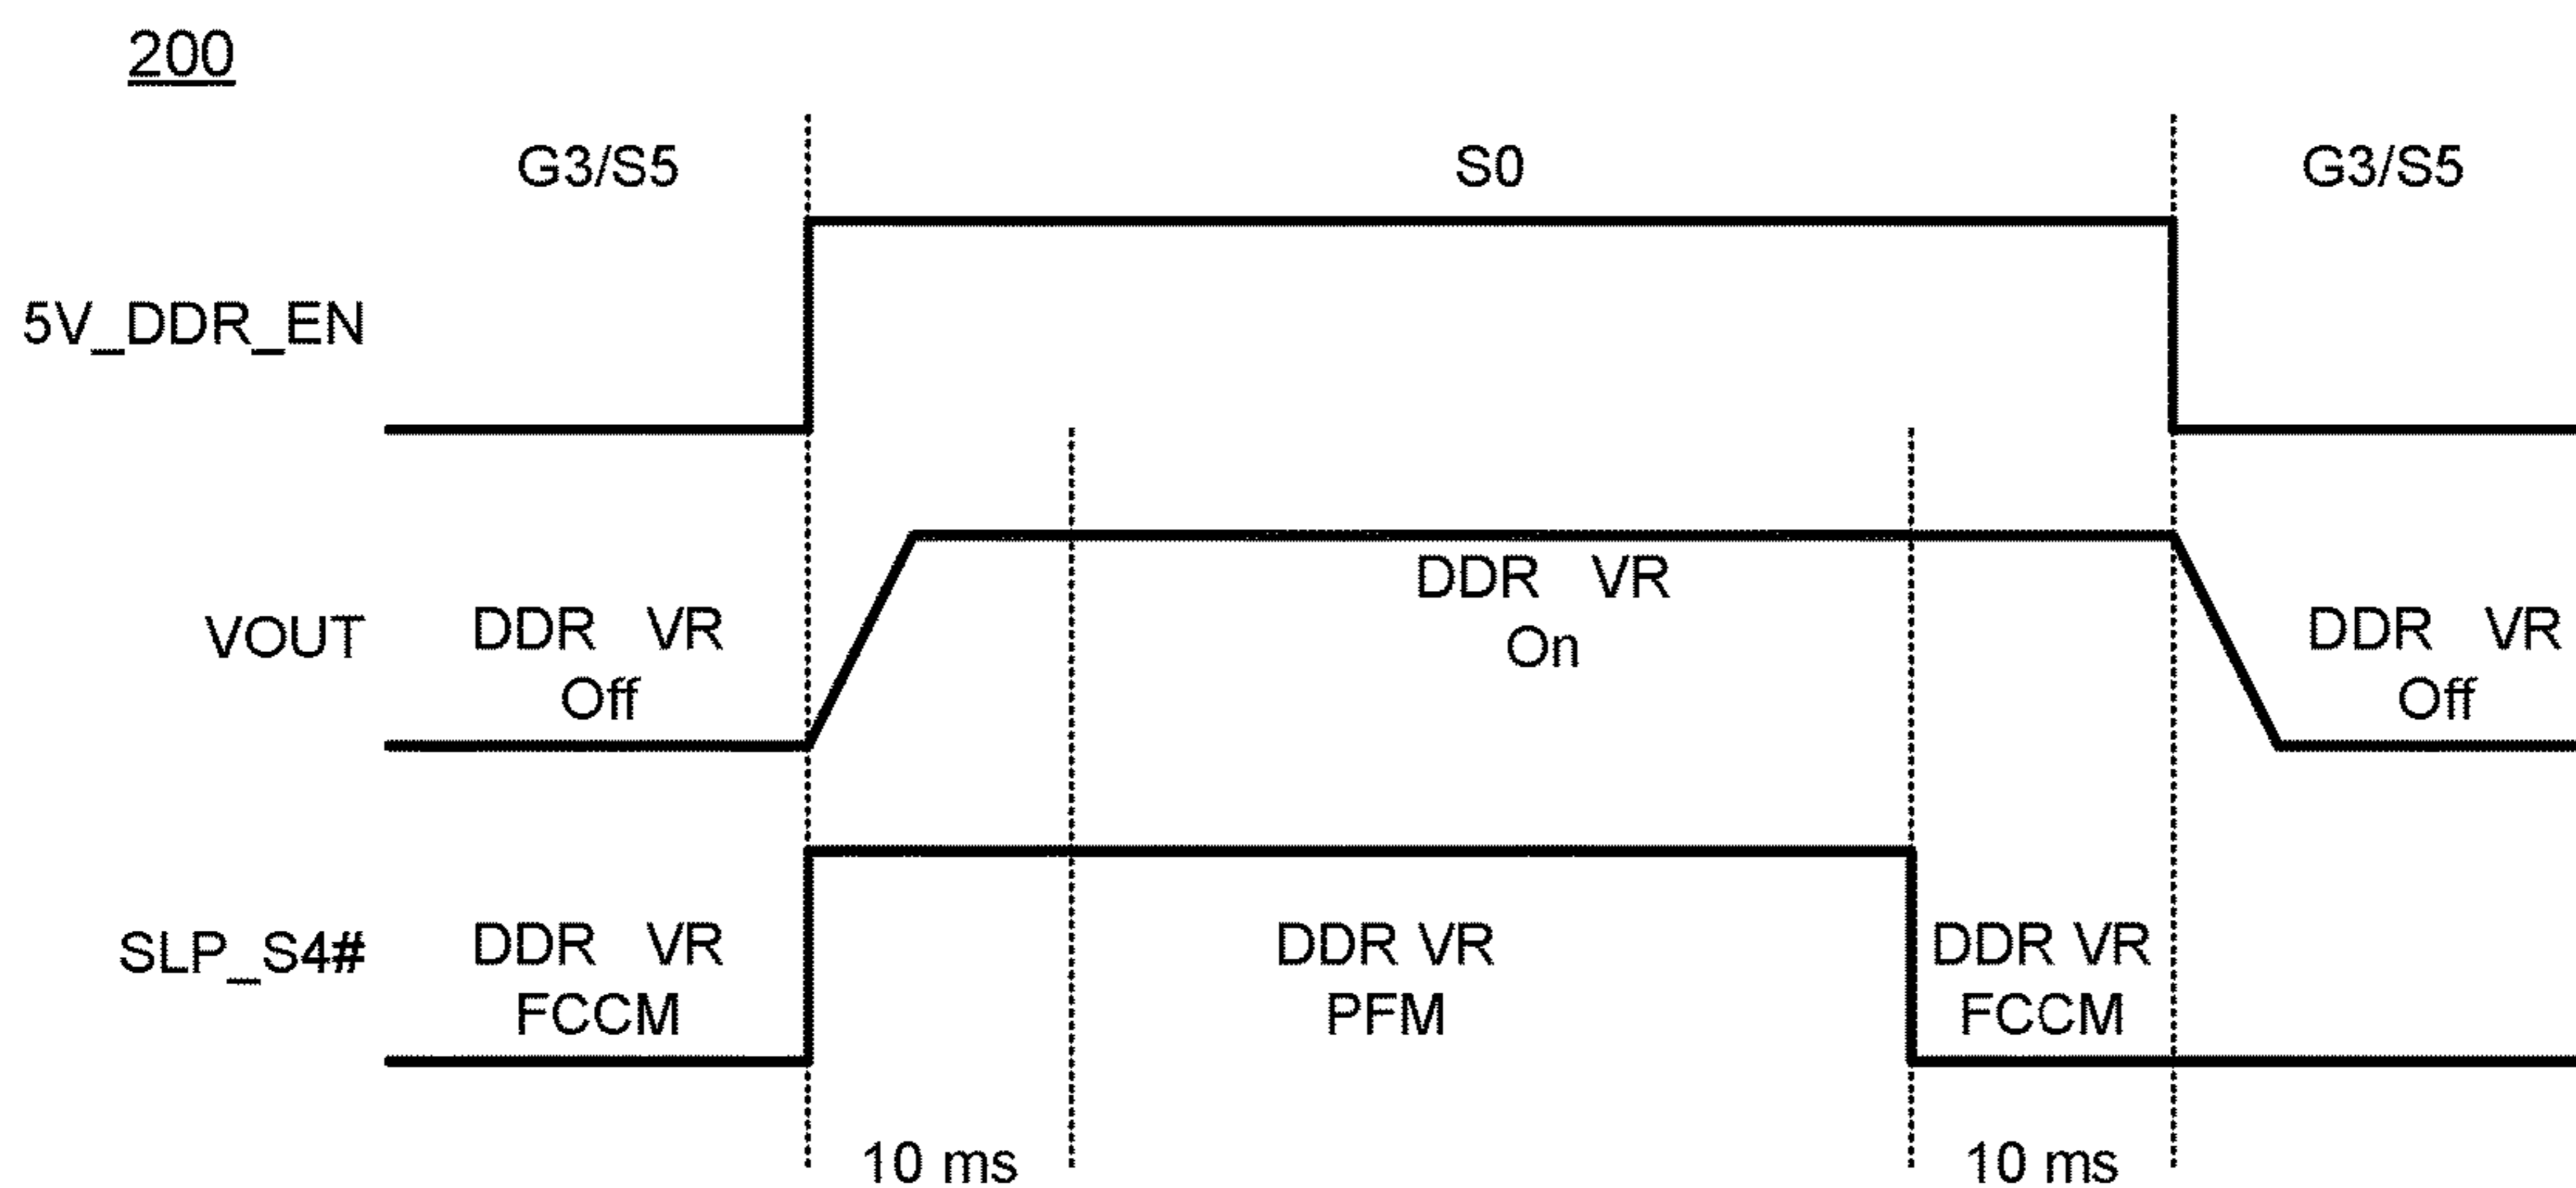 200
G3/S5 S0 G3/S5
5V_DDR_EN
DDR VR
On
VOUT
DDR VR
Off
DDR VR
Off
SLP_S4#
DDR VR
FCCM
DDR VR
PFM
DDR VR
FCCM
10 ms 10 ms